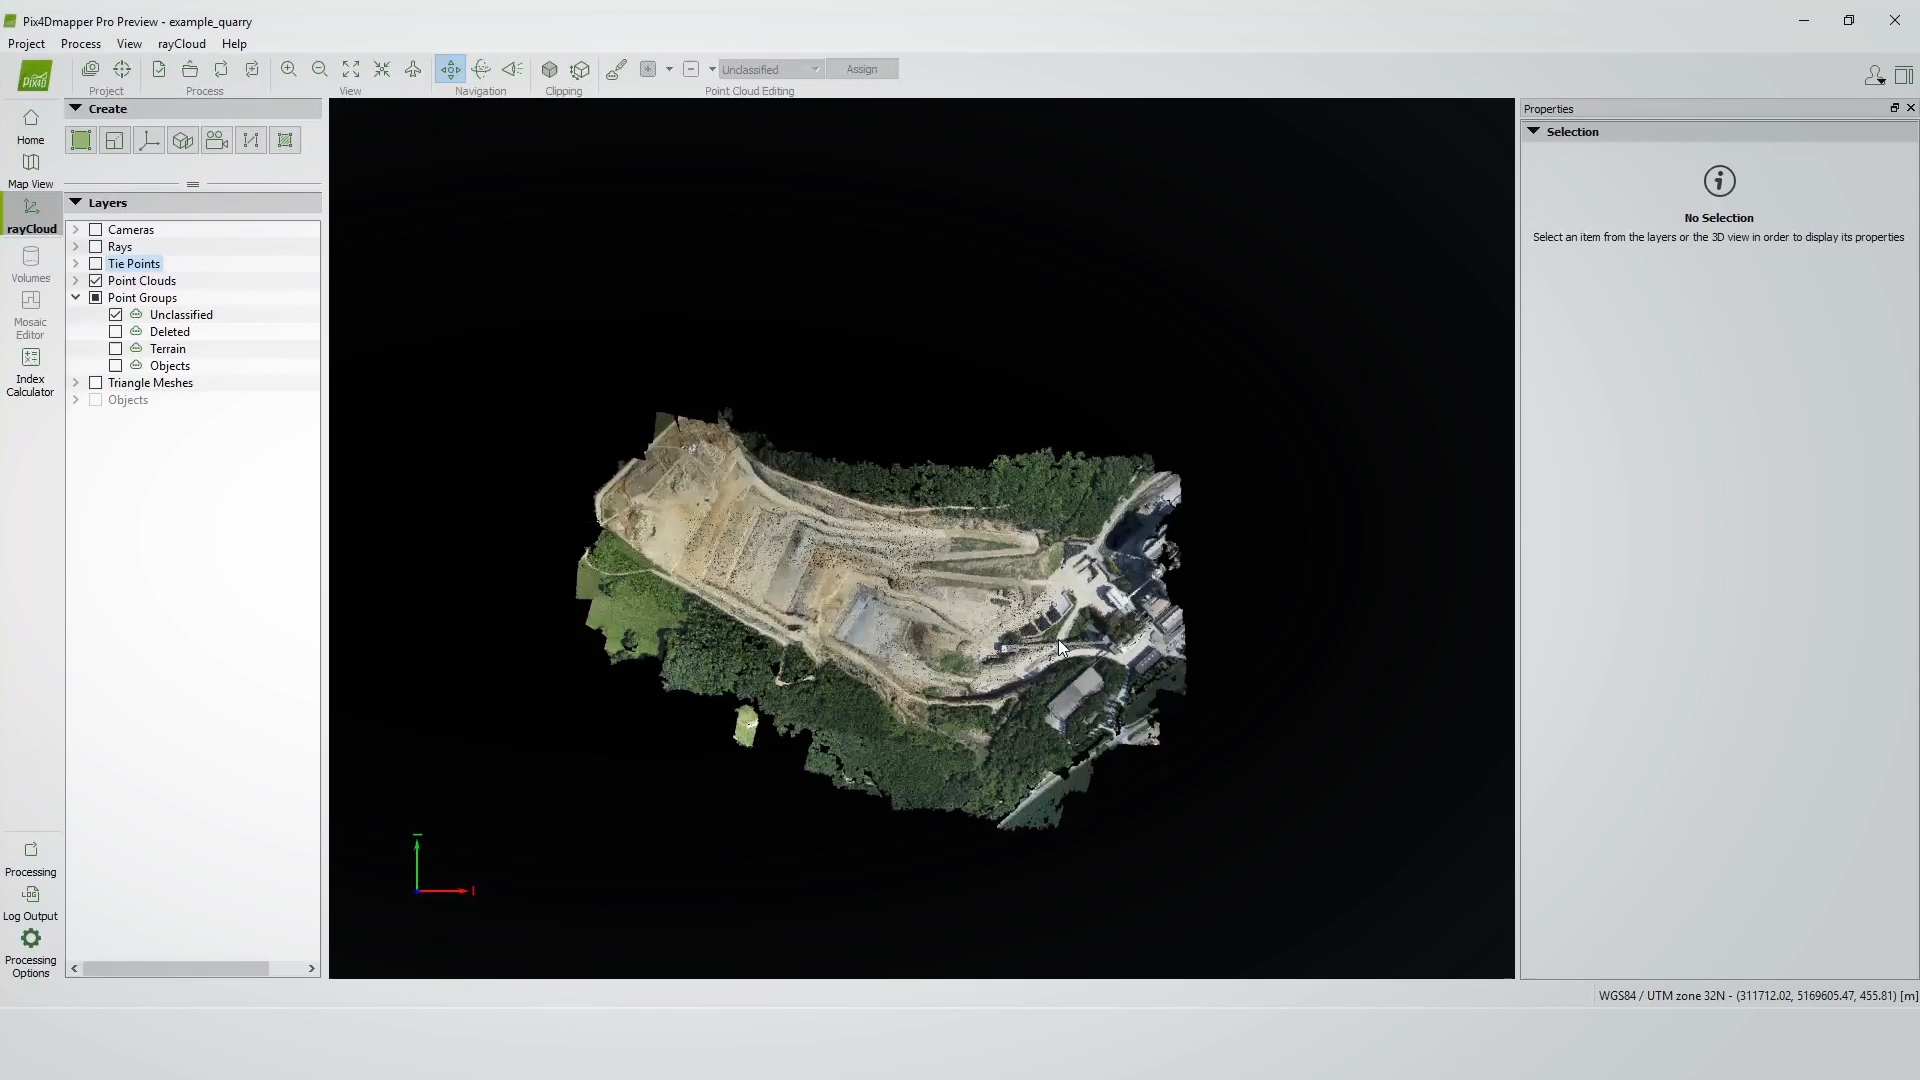 Pix4Dmapper Pro Preview - example_quarry
Project Process View rayCloud Help
PIX4D
Unclassified
Assign
Project Process View Navigation Clipping Point Cloud Editing
Create
Home
Map View
rayCloud
Volumes
Mosaic
Editor
Index
Calculator
Layers
Cameras
Rays
Tie Points
Point Clouds
Point Groups
Unclassified
Deleted
Terrain
Objects
Triangle Meshes
Objects
Processing
Log Output
Processing
Options
Properties
Selection
No Selection
Select an item from the layers or the 3D view in order to display its properties
WGS84 / UTM zone 32N - (311712.02, 5169605.47, 455.81) [m]